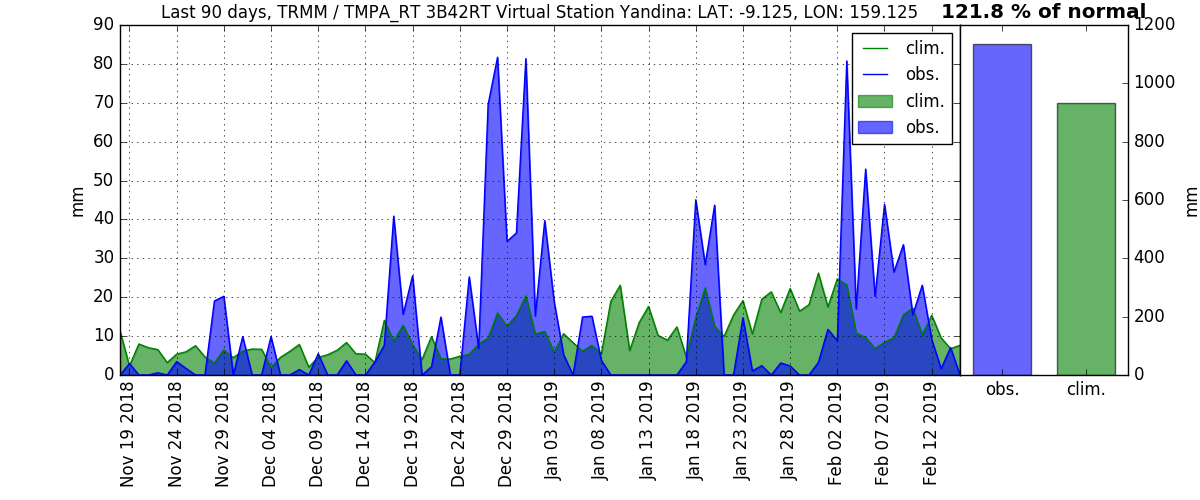 Last 90 days, TRMM / TMPA_RT 3B42RT Virtual Station Yandina: LAT: -9.125, LON: 159.125
121.8 % of normal
90
80
70
60
50
40
30
20
10
0
mm
clim.
obs.
clim.
obs.
Nov 19 2018
Nov 24 2018
Nov 29 2018
Dec 04 2018
Dec 09 2018
Dec 14 2018
Dec 19 2018
Dec 24 2018
Dec 29 2018
Jan 03 2019
Jan 08 2019
Jan 13 2019
Jan 18 2019
Jan 23 2019
Jan 28 2019
Feb 02 2019
Feb 07 2019
Feb 12 2019
1200
1000
800
600
400
200
0
mm
obs.
clim.